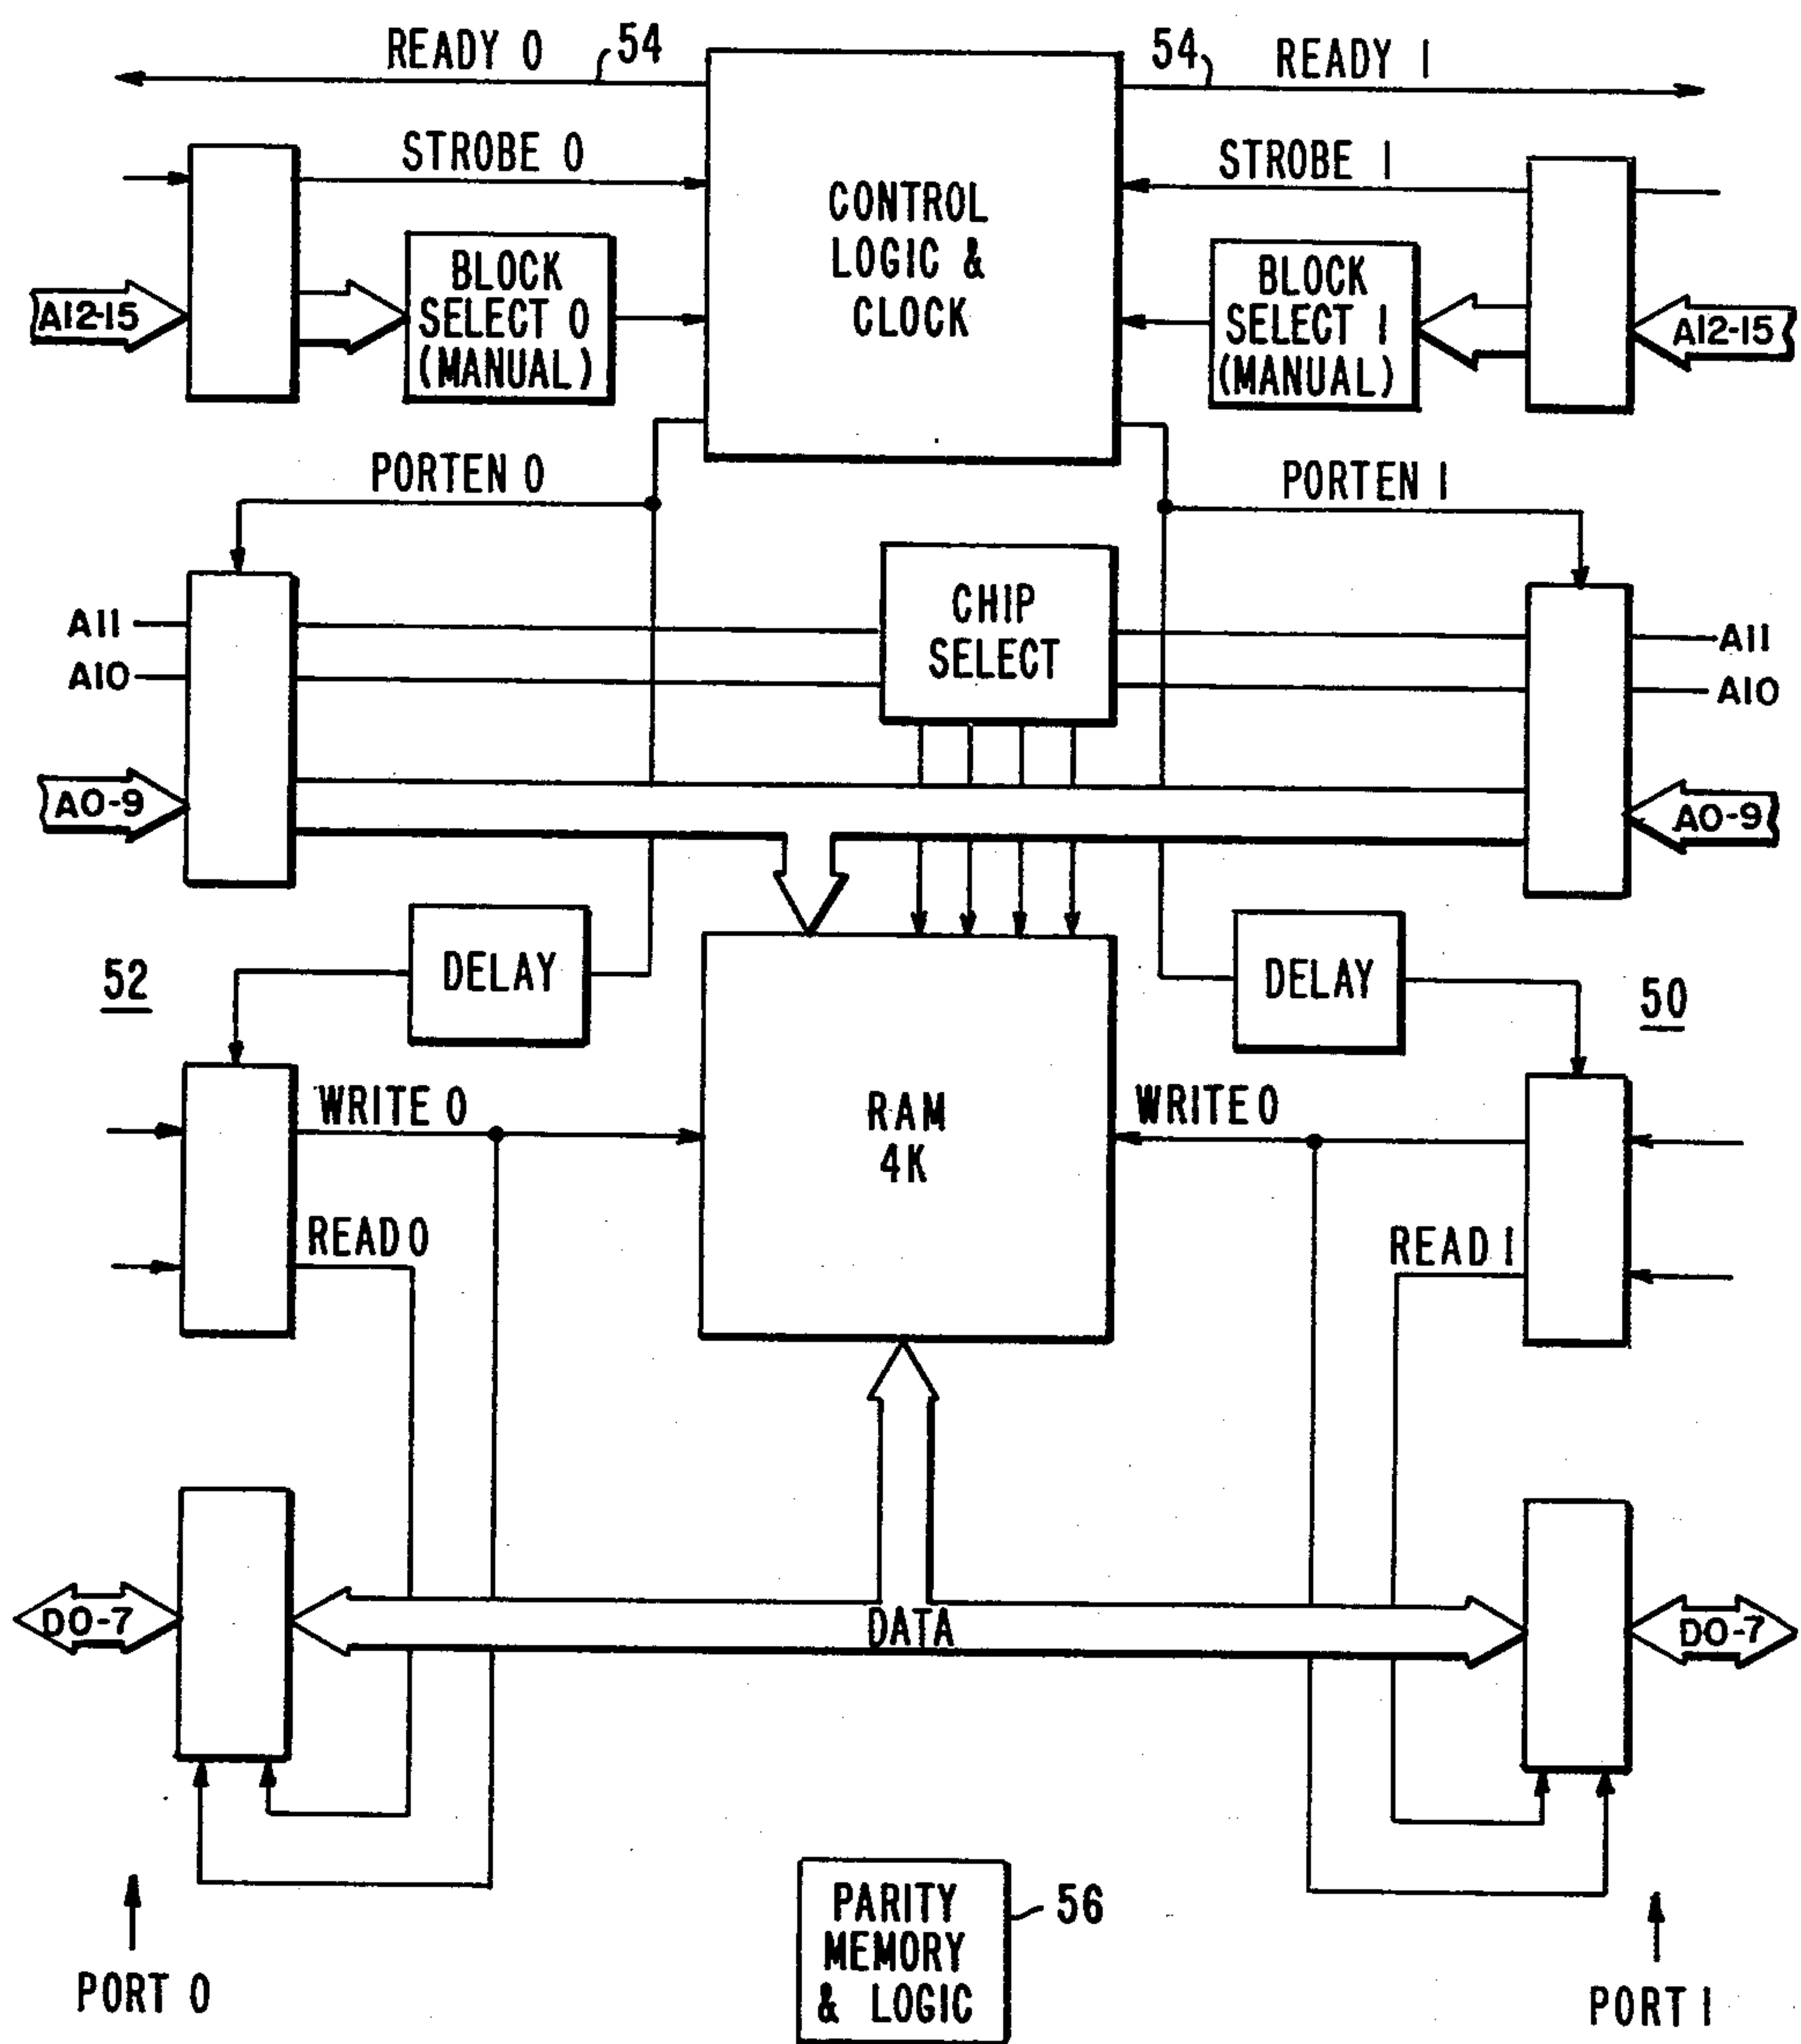 READY 0
54
54
READY 1
STROBE 0
STROBE 1
CONTROL
LOGIC &
CLOCK
A12-15
BLOCK
SELECT 0
(MANUAL)
BLOCK
SELECT 1
(MANUAL)
A12-15
PORTEN 0
PORTEN 1
CHIP
SELECT
A11
A10
A11
A10
A0-9
A0-9
52
DELAY
DELAY
50
WRITE 0
RAM
4K
WRITE 0
READ 0
READ 1
D0-7
DATA
D0-7
PARITY
MEMORY
& LOGIC
56
PORT 0
PORT 1